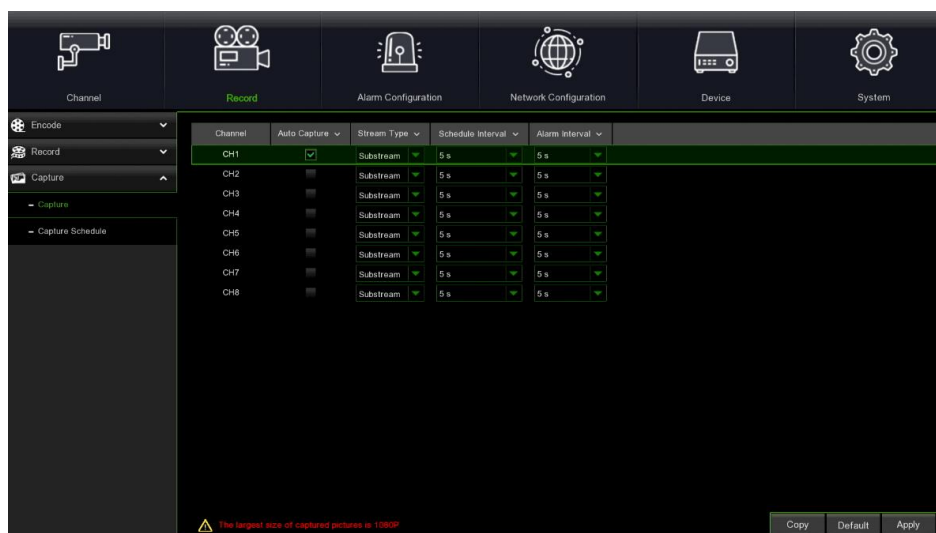 Channel Record Alarm Configuration Network Configuration Device System
Encode
Record
Capture
– Capture
– Capture Schedule
Channel Auto Capture Stream Type Schedule Interval Alarm Interval
CH1 Substream 5 s 5 s
CH2 Substream 5 s 5 s
CH3 Substream 5 s 5 s
CH4 Substream 5 s 5 s
CH5 Substream 5 s 5 s
CH6 Substream 5 s 5 s
CH7 Substream 5 s 5 s
CH8 Substream 5 s 5 s
The largest size of captured pictures is 1080P
Copy Default Apply